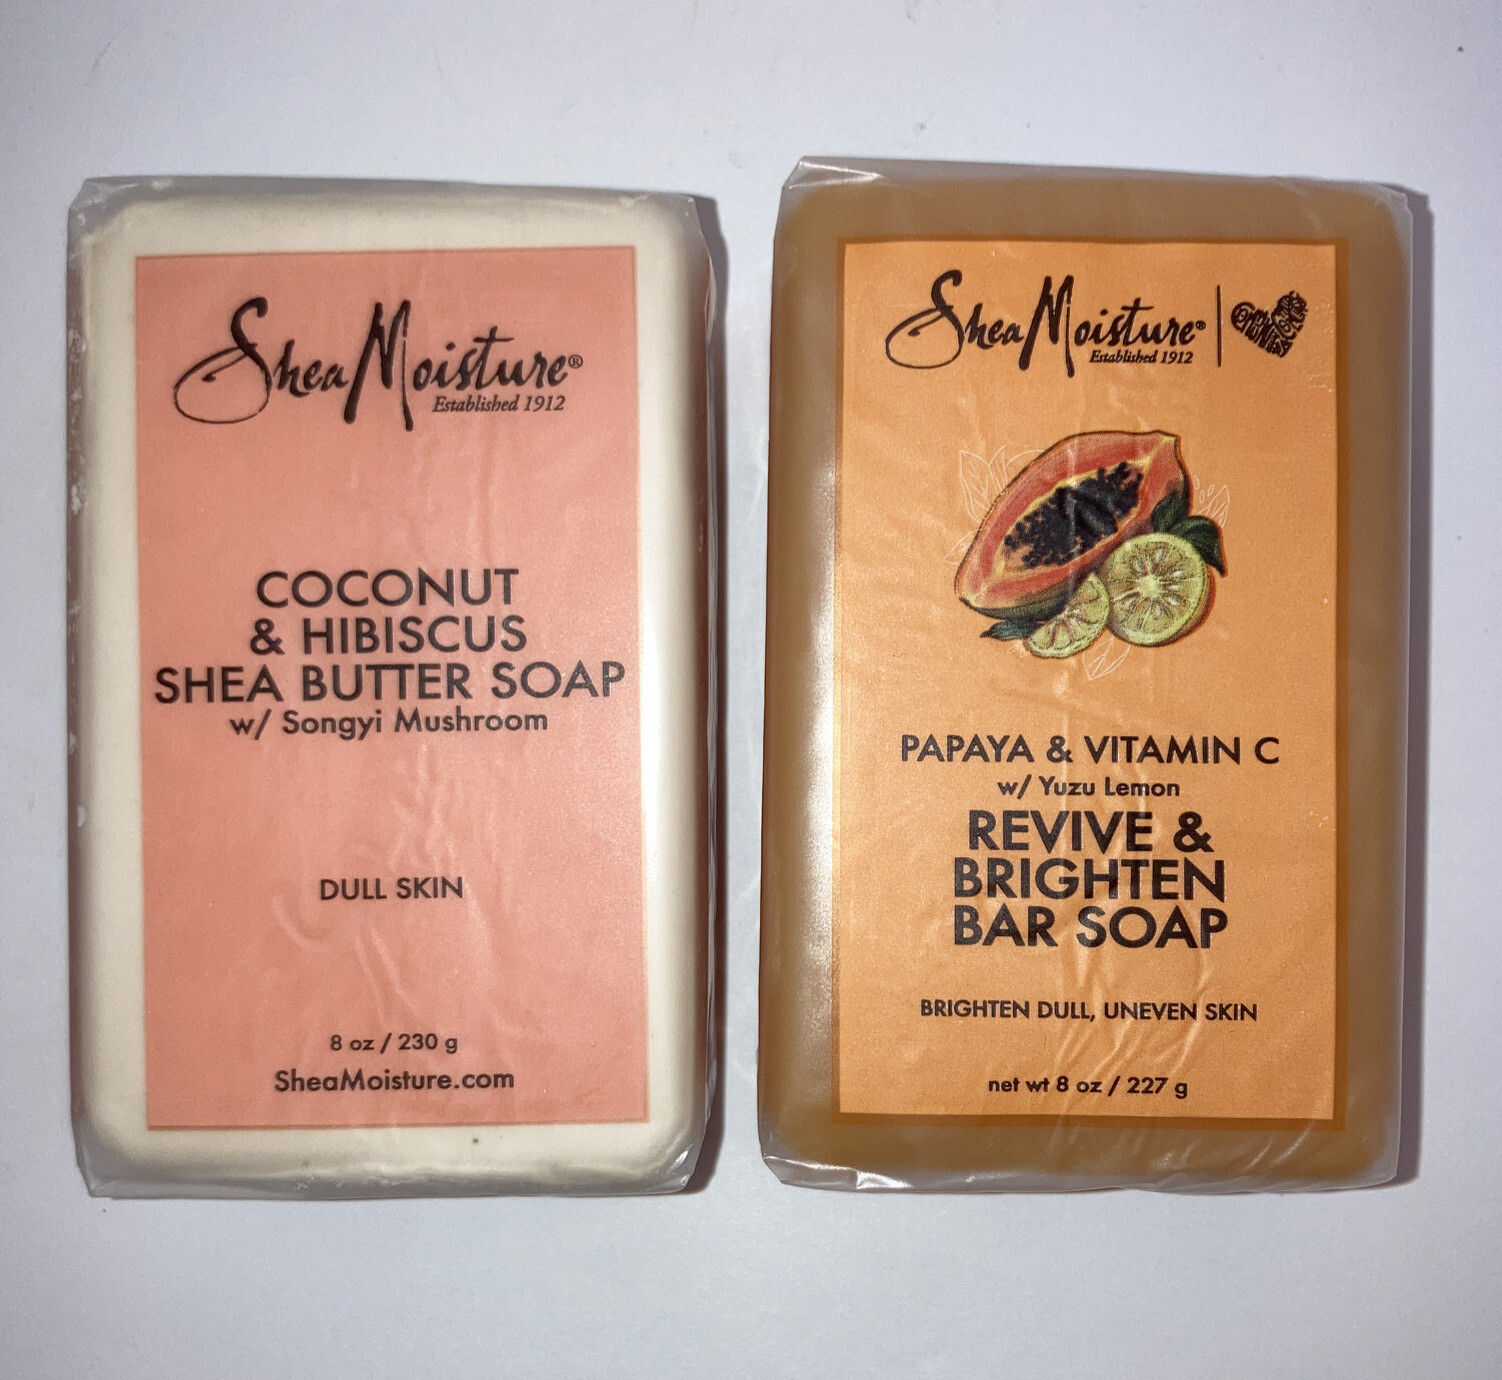 SheaMoisture®
Established 1912
COCONUT
& HIBISCUS
SHEA BUTTER SOAP
w/ Songyi Mushroom
DULL SKIN
8 oz / 230 g
SheaMoisture.com
SheaMoisture®
Established 1912
PAPAYA & VITAMIN C
w/ Yuzu Lemon
REVIVE &
BRIGHTEN
BAR SOAP
BRIGHTEN DULL, UNEVEN SKIN
net wt 8 oz / 227 g